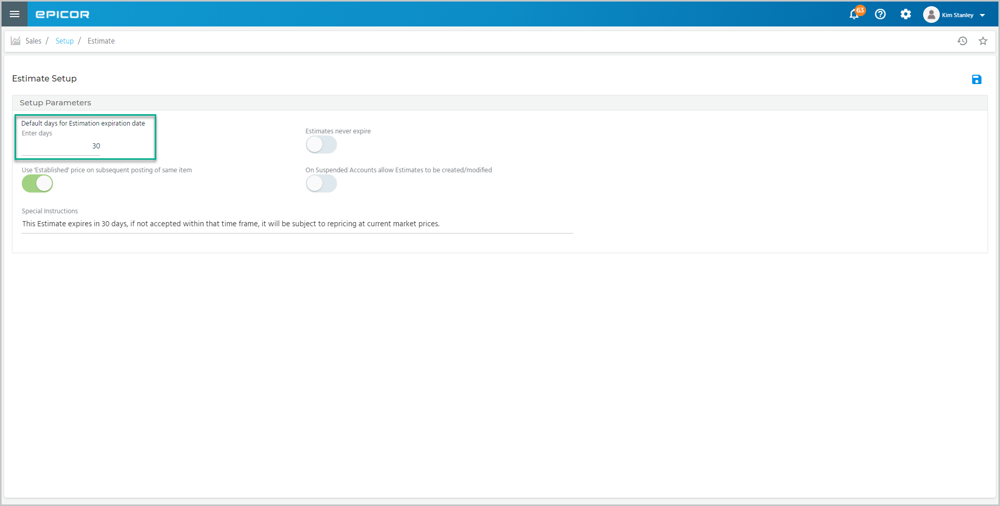 EPICOR
63
Kim Stanley
Sales / Setup / Estimate
Estimate Setup
Setup Parameters
Default days for Estimation expiration date
Enter days
30
Estimates never expire
Use 'Established' price on subsequent posting of same item
On Suspended Accounts allow Estimates to be created/modified
Special Instructions
This Estimate expires in 30 days, if not accepted within that time frame, it will be subject to repricing at current market prices.